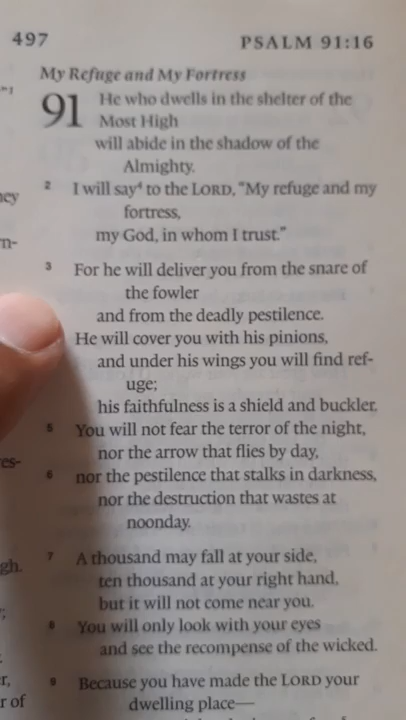 497 PSALM 91:16
My Refuge and My Fortress
91 He who dwells in the shelter of the
Most High
will abide in the shadow of the
Almighty.
2 I will say⁴ to the LORD, "My refuge and my
fortress,
my God, in whom I trust."
3 For he will deliver you from the snare of
the fowler
and from the deadly pestilence.
He will cover you with his pinions,
and under his wings you will find ref-
uge;
his faithfulness is a shield and buckler.
5 You will not fear the terror of the night,
nor the arrow that flies by day,
6 nor the pestilence that stalks in darkness,
nor the destruction that wastes at
noonday.
7 A thousand may fall at your side,
ten thousand at your right hand,
but it will not come near you.
8 You will only look with your eyes
and see the recompense of the wicked.
9 Because you have made the LORD your
dwelling place—